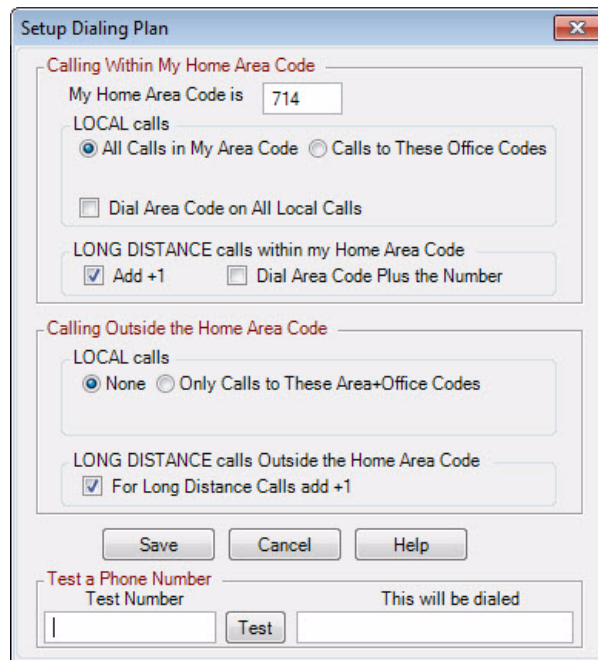 Setup Dialing Plan
Calling Within My Home Area Code
My Home Area Code is 714
LOCAL calls
All Calls in My Area Code Calls to These Office Codes
Dial Area Code on All Local Calls
LONG DISTANCE calls within my Home Area Code
Add +1 Dial Area Code Plus the Number
Calling Outside the Home Area Code
LOCAL calls
None Only Calls to These Area+Office Codes
LONG DISTANCE calls Outside the Home Area Code
For Long Distance Calls add +1
Save Cancel Help
Test a Phone Number
Test Number This will be dialed
Test